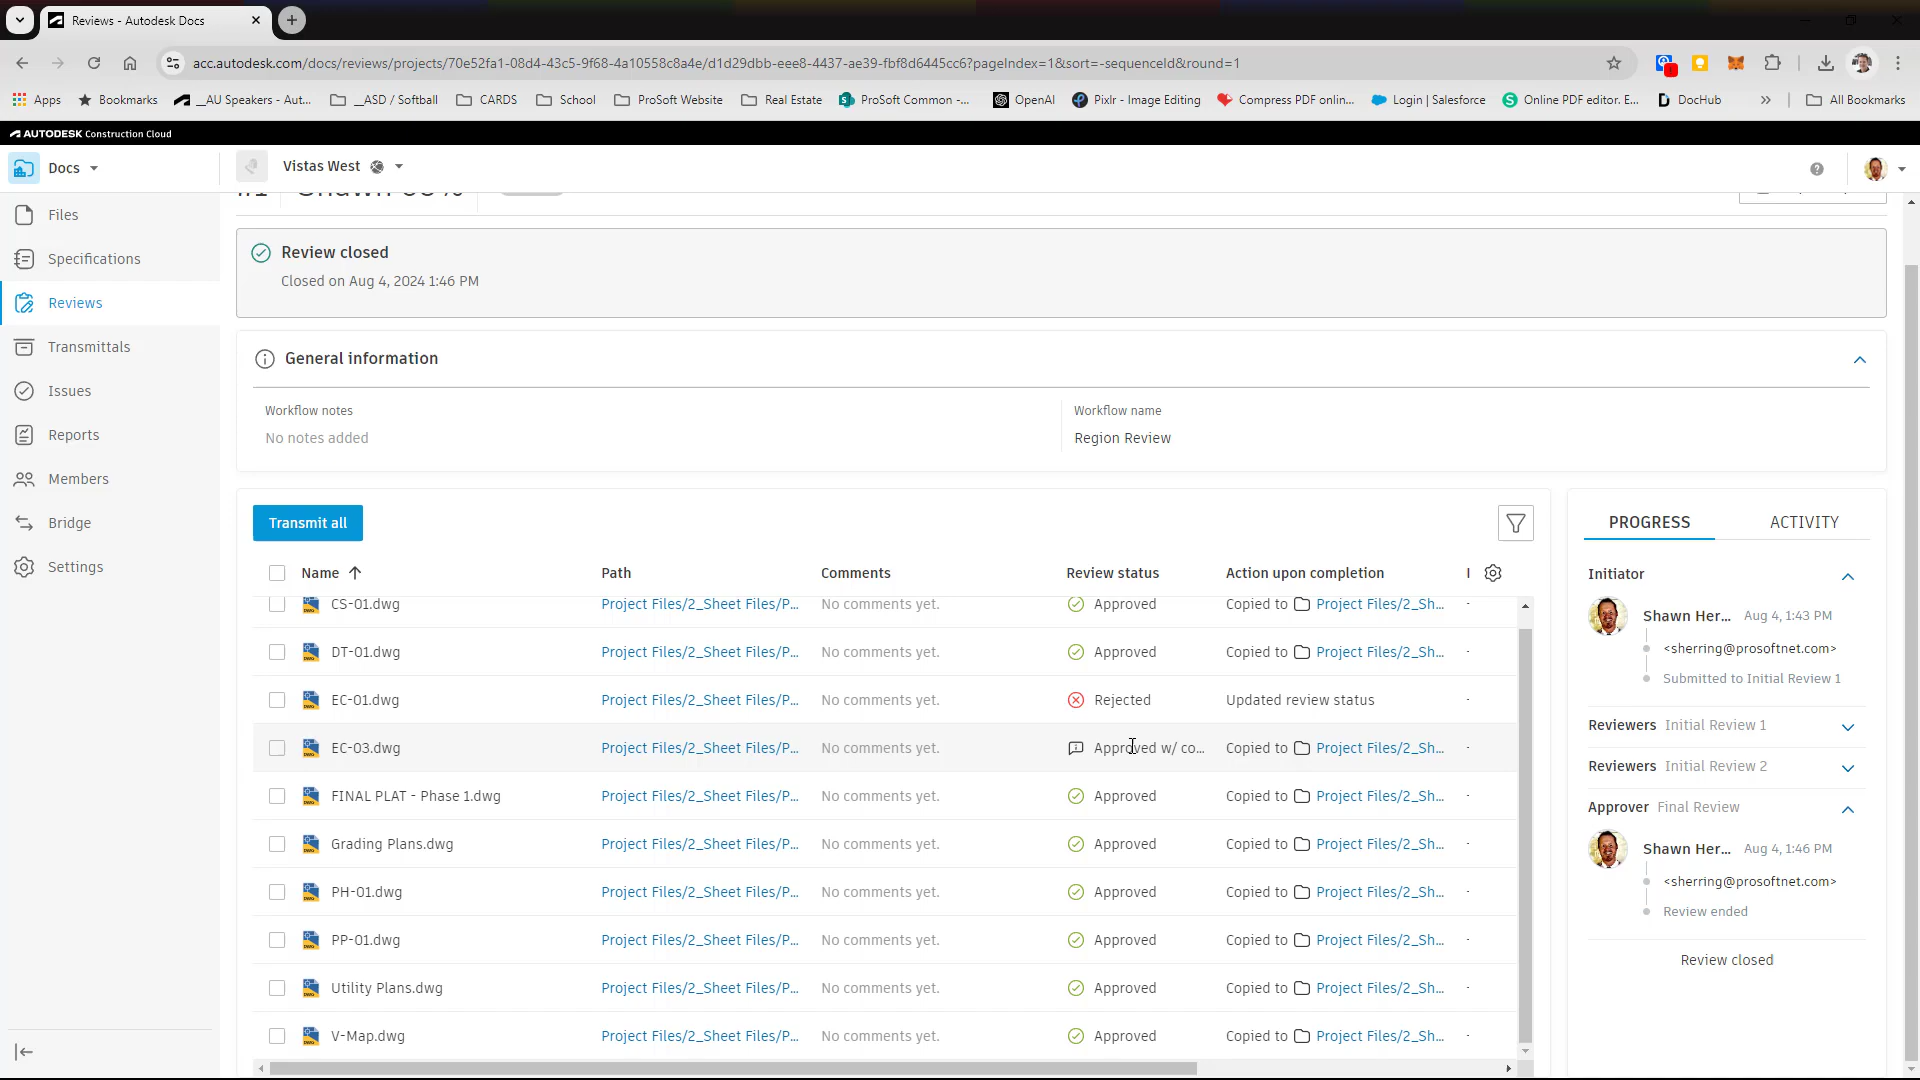 Reviews - Autodesk Docs
acc.autodesk.com/docs/reviews/projects/70e52fa1-08d4-43c5-9f68-4a10558c8a4e/d1d29dbb-eee8-4437-ae39-fbf8d6445cc6?pageIndex=1&sort=-sequenceId&round=1
Apps Bookmarks __AU Speakers - Aut... __ASD / Softball CARDS School ProSoft Website Real Estate ProSoft Common -... OpenAI Pixlr - Image Editing Compress PDF onlin... Login | Salesforce Online PDF editor. E... DocHub » All Bookmarks
AUTODESK Construction Cloud
Docs
Vistas West
Files
Specifications
Reviews
Transmittals
Issues
Reports
Members
Bridge
Settings
Review closed
Closed on Aug 4, 2024 1:46 PM
General information
Workflow notes
No notes added
Workflow name
Region Review
Transmit all
Name Path Comments Review status Action upon completion
CS-01.dwg Project Files/2_Sheet Files/P... No comments yet. Approved Copied to Project Files/2_Sh...
DT-01.dwg Project Files/2_Sheet Files/P... No comments yet. Approved Copied to Project Files/2_Sh... -
EC-01.dwg Project Files/2_Sheet Files/P... No comments yet. Rejected Updated review status -
EC-03.dwg Project Files/2_Sheet Files/P... No comments yet. Approved w/ co... Copied to Project Files/2_Sh... -
FINAL PLAT - Phase 1.dwg Project Files/2_Sheet Files/P... No comments yet. Approved Copied to Project Files/2_Sh... -
Grading Plans.dwg Project Files/2_Sheet Files/P... No comments yet. Approved Copied to Project Files/2_Sh... -
PH-01.dwg Project Files/2_Sheet Files/P... No comments yet. Approved Copied to Project Files/2_Sh... -
PP-01.dwg Project Files/2_Sheet Files/P... No comments yet. Approved Copied to Project Files/2_Sh... -
Utility Plans.dwg Project Files/2_Sheet Files/P... No comments yet. Approved Copied to Project Files/2_Sh... -
V-Map.dwg Project Files/2_Sheet Files/P... No comments yet. Approved Copied to Project Files/2_Sh... -
PROGRESS ACTIVITY
Initiator
Shawn Her... Aug 4, 1:43 PM
<sherring@prosoftnet.com>
Submitted to Initial Review 1
Reviewers Initial Review 1
Reviewers Initial Review 2
Approver Final Review
Shawn Her... Aug 4, 1:46 PM
<sherring@prosoftnet.com>
Review ended
Review closed